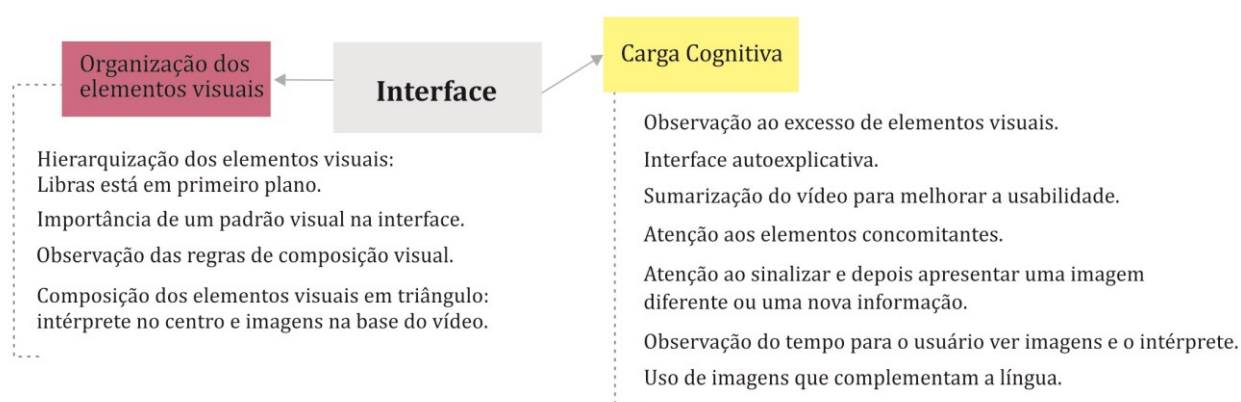 Interface
Organização dos
elementos visuais
Hierarquização dos elementos visuais:
Libras está em primeiro plano.
Importância de um padrão visual na interface.
Observação das regras de composição visual.
Composição dos elementos visuais em triângulo:
intérprete no centro e imagens na base do vídeo.
Carga Cognitiva
Observação ao excesso de elementos visuais.
Interface autoexplicativa.
Sumarização do vídeo para melhorar a usabilidade.
Atenção aos elementos concomitantes.
Atenção ao sinalizar e depois apresentar uma imagem
diferente ou uma nova informação.
Observação do tempo para o usuário ver imagens e o intérprete.
Uso de imagens que complementam a língua.